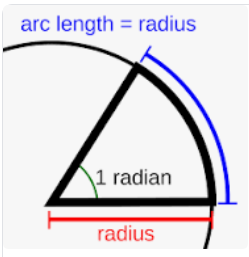 arc length = radius
1 radian
radius